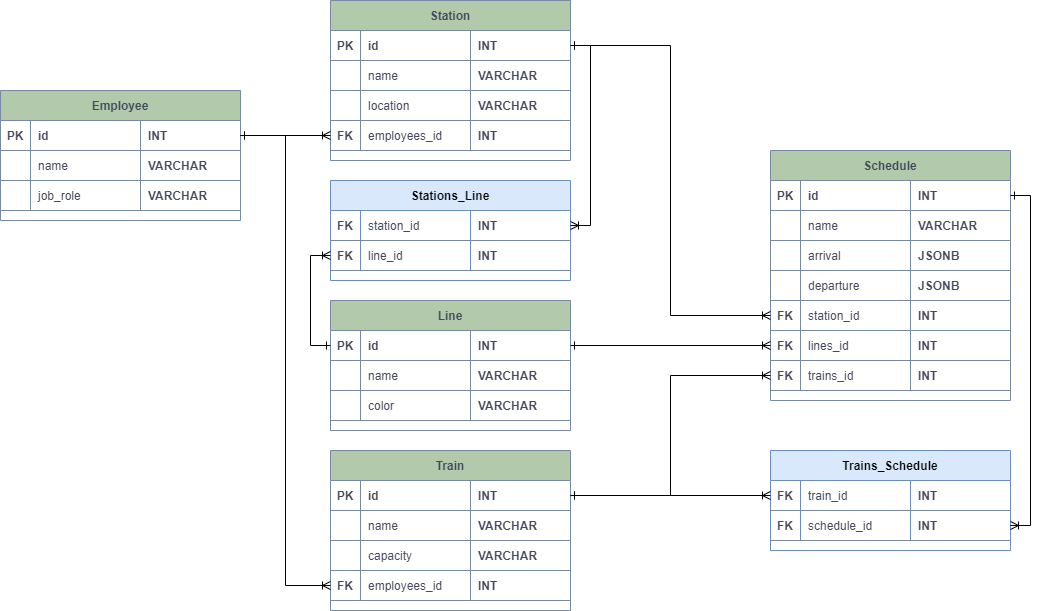 Station
PK id INT
name VARCHAR
location VARCHAR
FK employees_id INT
Employee
PK id INT
name VARCHAR
job_role VARCHAR
Stations_Line
FK station_id INT
FK line_id INT
Line
PK id INT
name VARCHAR
color VARCHAR
Train
PK id INT
name VARCHAR
capacity VARCHAR
FK employees_id INT
Schedule
PK id INT
name VARCHAR
arrival JSONB
departure JSONB
FK station_id INT
FK lines_id INT
FK trains_id INT
Trains_Schedule
FK train_id INT
FK schedule_id INT